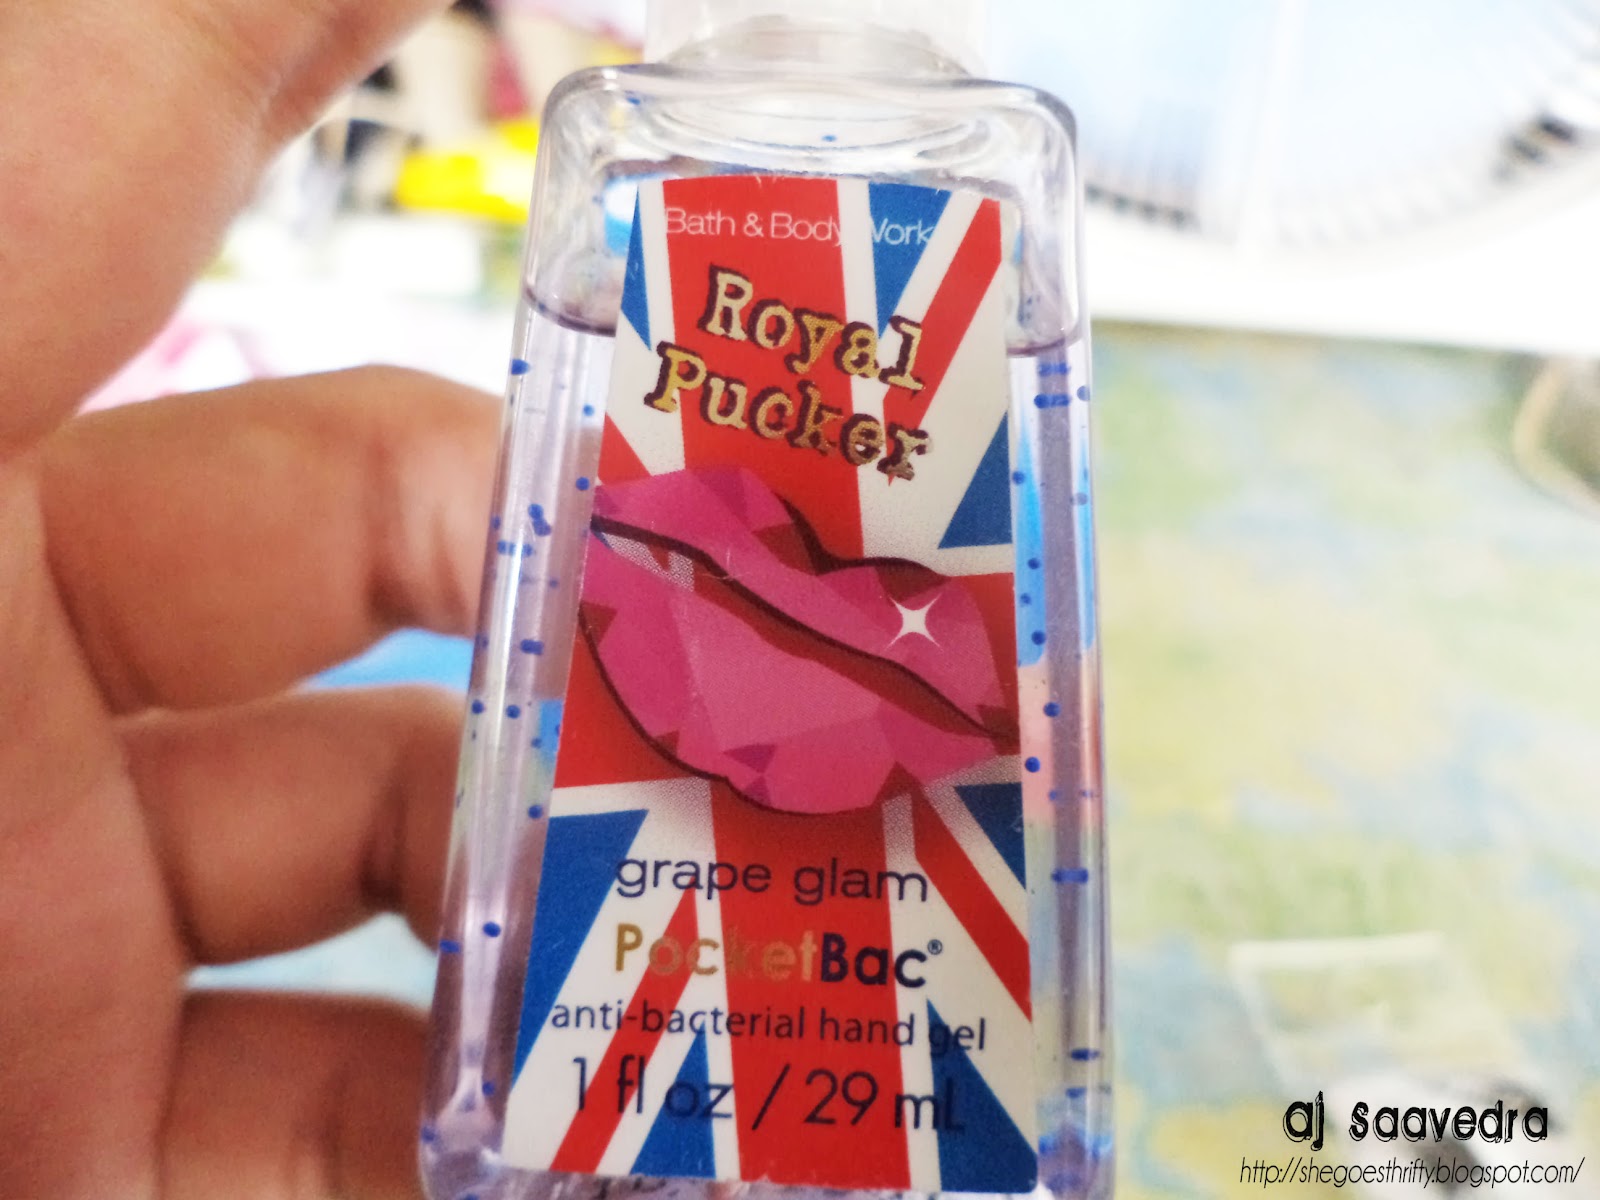 Bath & Body Works
Royal
Pucker
grape glam
PocketBac®
anti-bacterial hand gel
1 fl oz / 29 mL
aj saavedra
http://shegoesthrifty.blogspot.com/